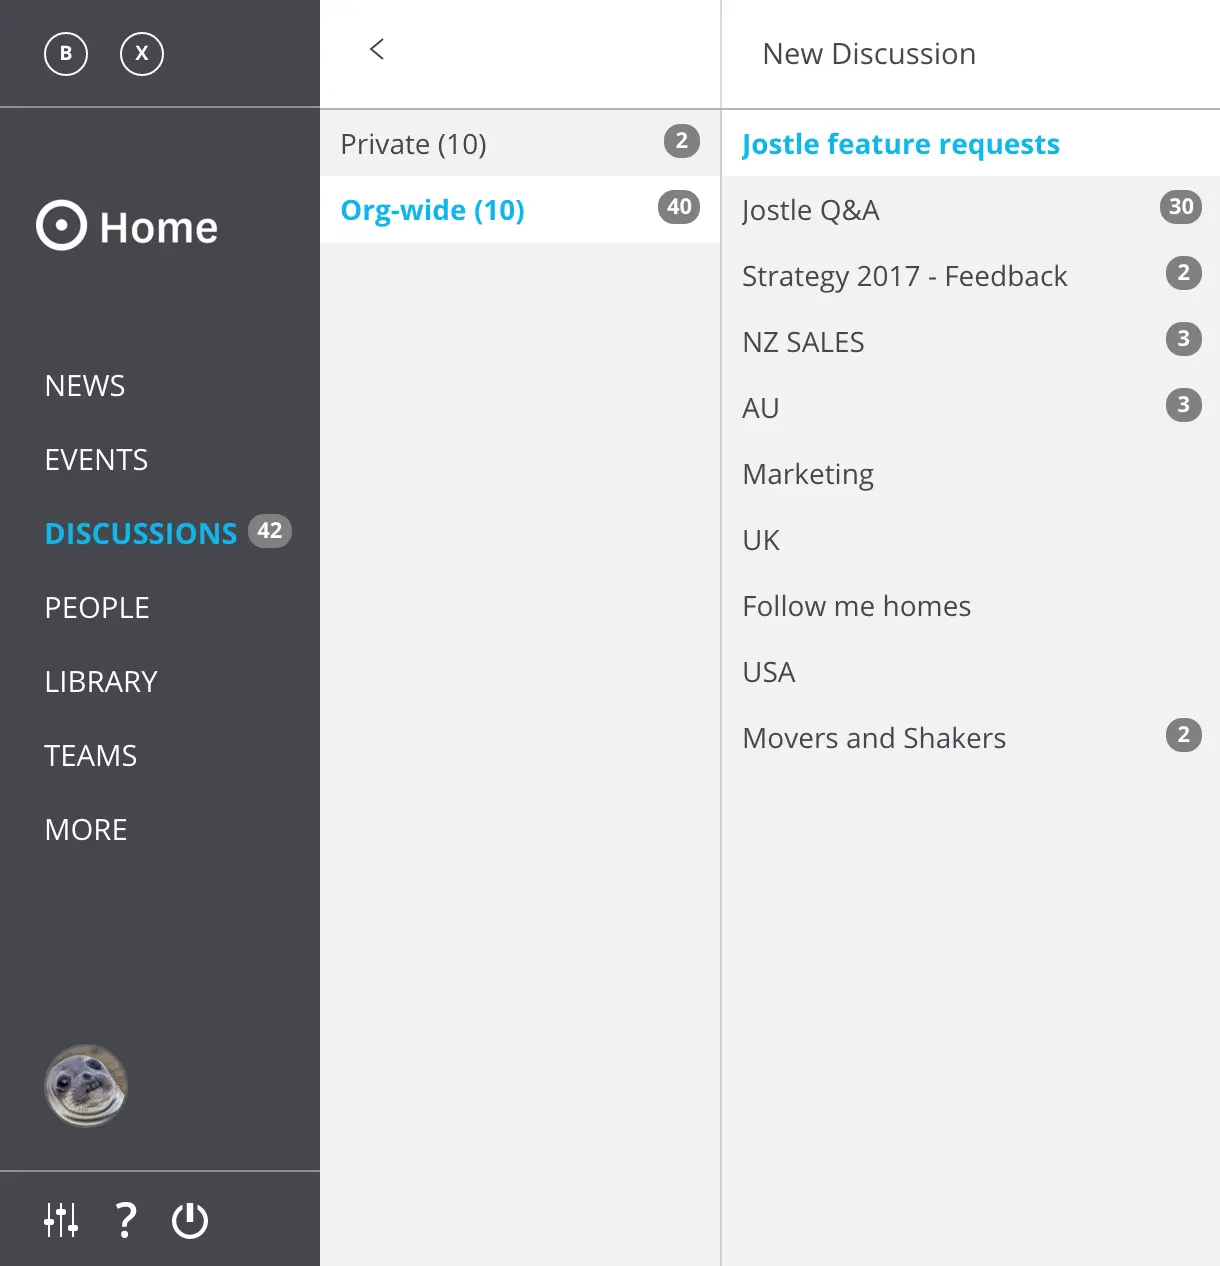 B X
Home
NEWS
EVENTS
DISCUSSIONS 42
PEOPLE
LIBRARY
TEAMS
MORE
?
Private (10) 2
Org-wide (10) 40
New Discussion
Jostle feature requests
Jostle Q&A 30
Strategy 2017 - Feedback 2
NZ SALES 3
AU 3
Marketing
UK
Follow me homes
USA
Movers and Shakers 2